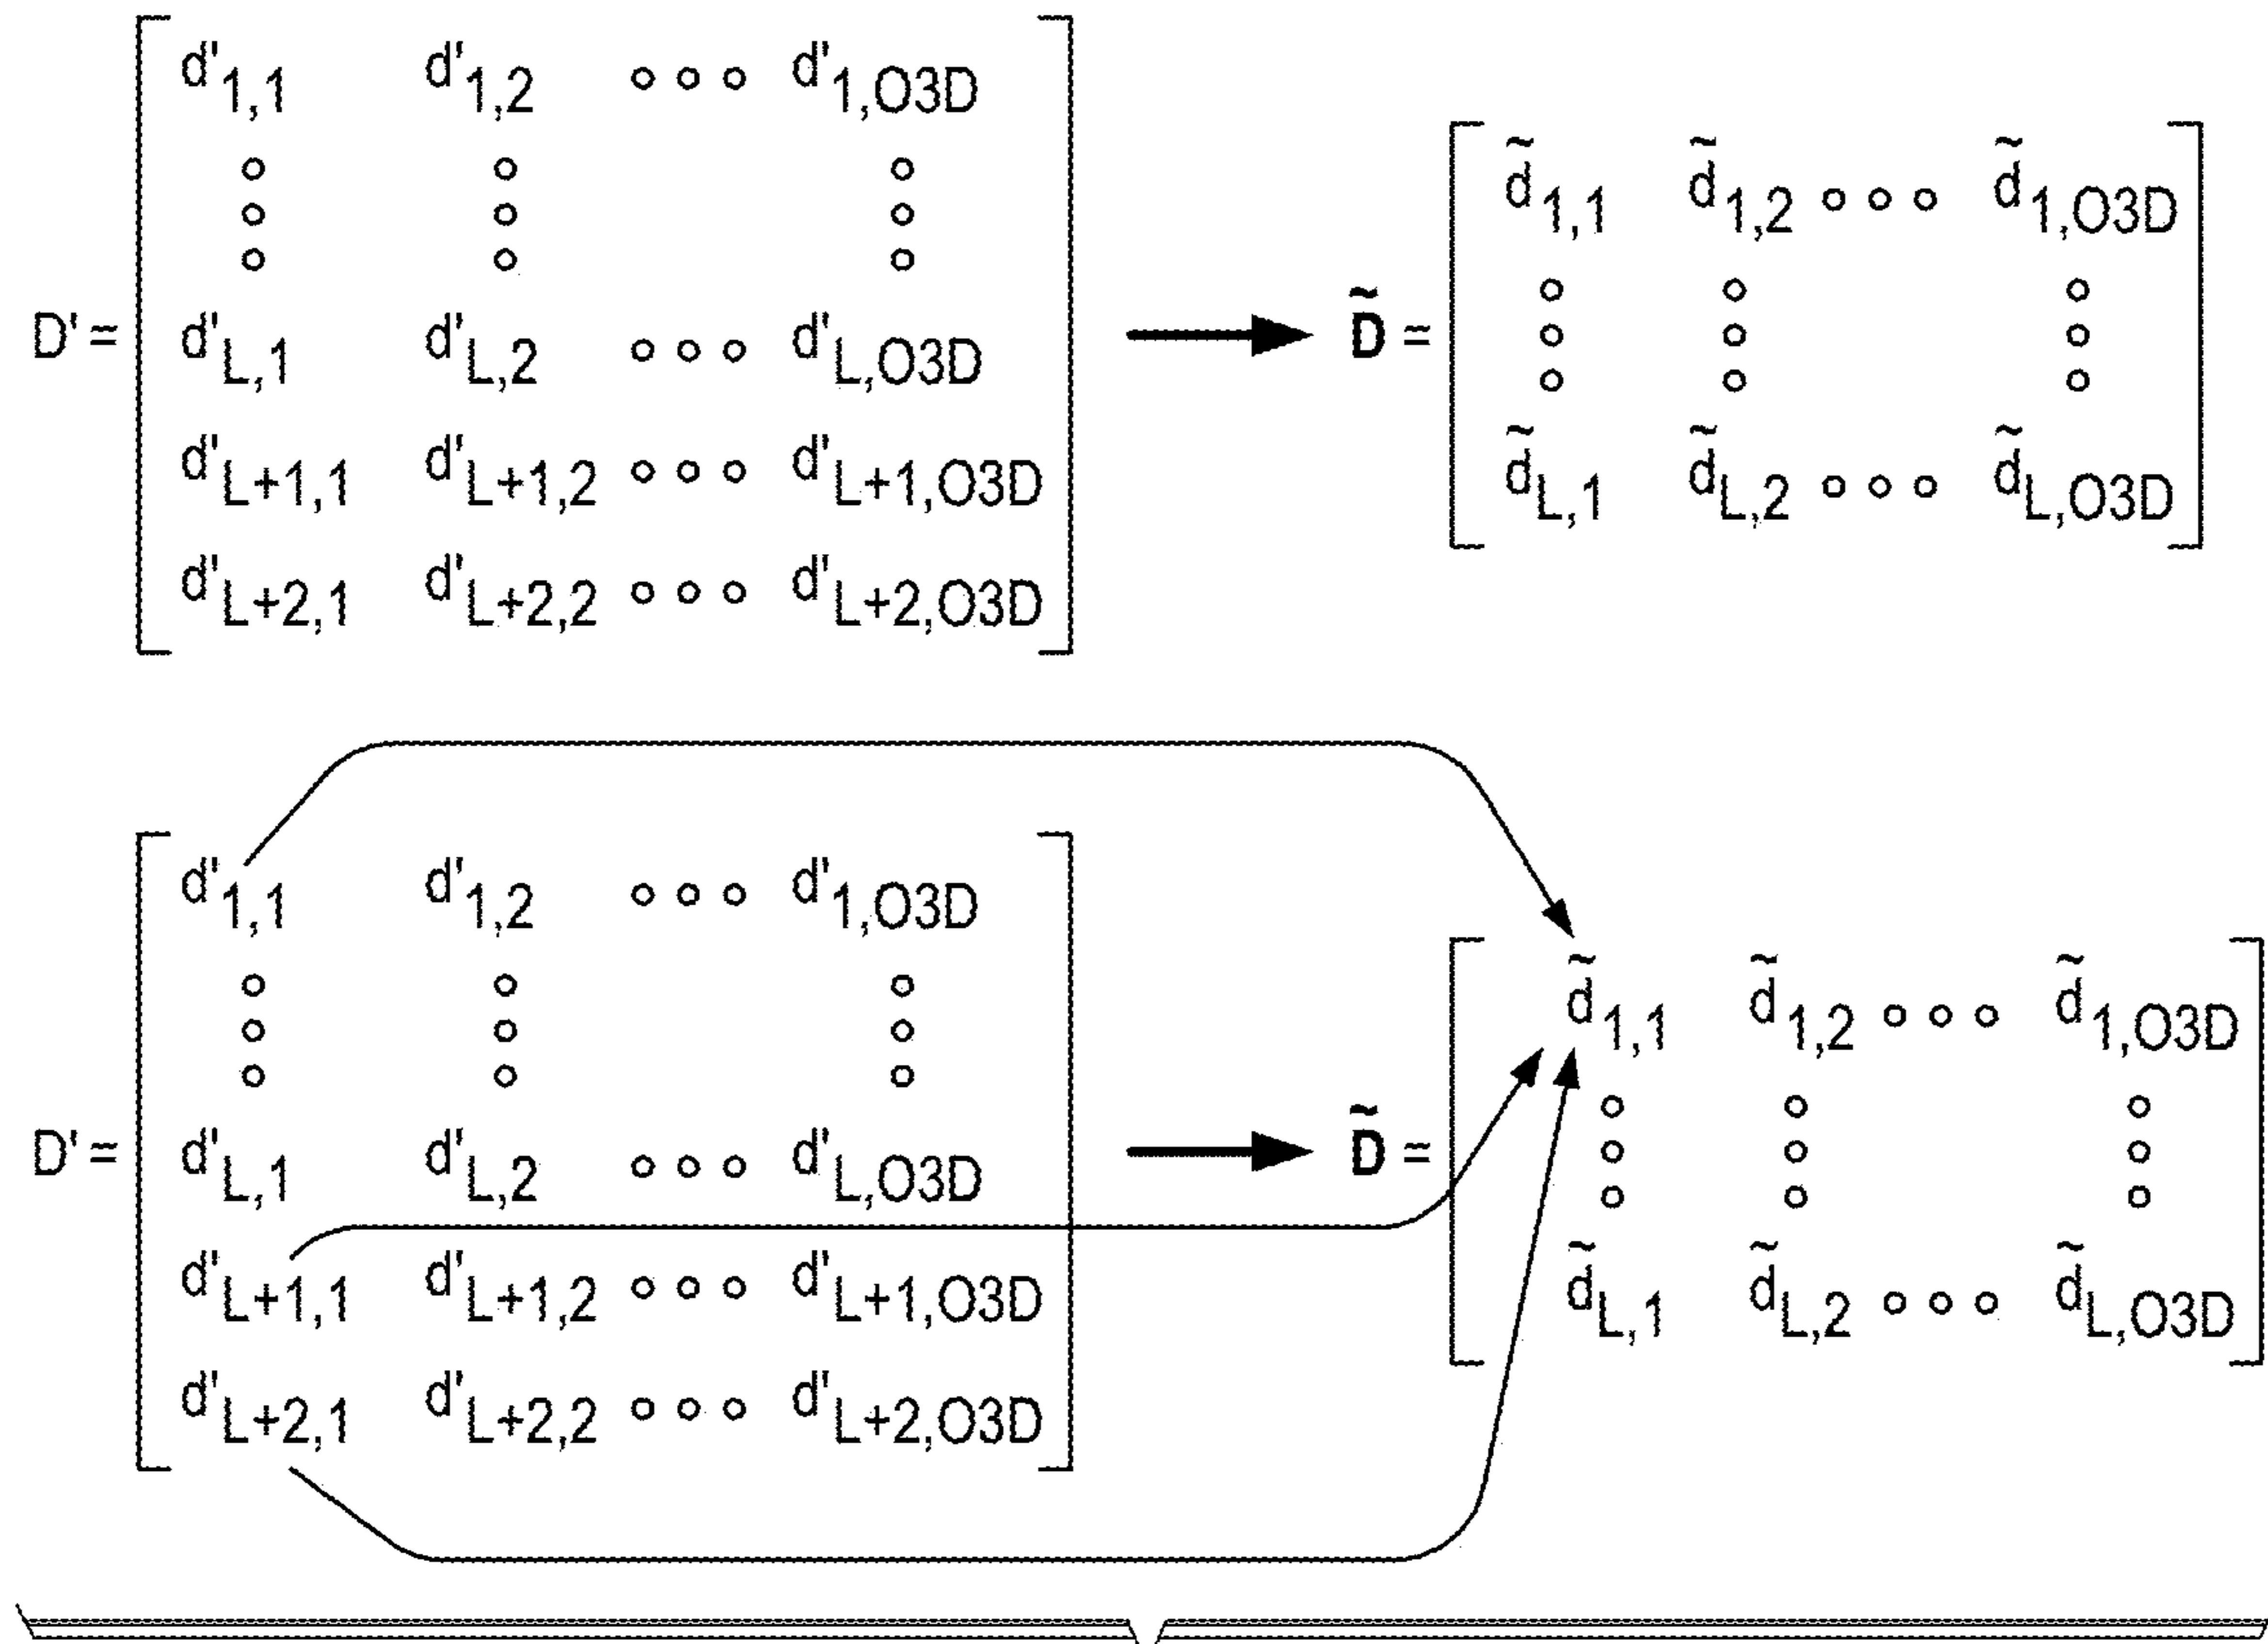 d'1,1 d'1,2 ∘∘∘ d'1,O3D
D' = d'L,1 d'L,2 ∘∘∘ d'L,O3D
d'L+1,1 d'L+1,2 ∘∘∘ d'L+1,O3D
d'L+2,1 d'L+2,2 ∘∘∘ d'L+2,O3D
d̃1,1 d̃1,2 ∘∘∘ d̃1,O3D
D̃ =
d̃L,1 d̃L,2 ∘∘∘ d̃L,O3D
d'1,1 d'1,2 ∘∘∘ d'1,O3D
D' = d'L,1 d'L,2 ∘∘∘ d'L,O3D
d'L+1,1 d'L+1,2 ∘∘∘ d'L+1,O3D
d'L+2,1 d'L+2,2 ∘∘∘ d'L+2,O3D
d̃1,1 d̃1,2 ∘∘∘ d̃1,O3D
D̃ =
d̃L,1 d̃L,2 ∘∘∘ d̃L,O3D